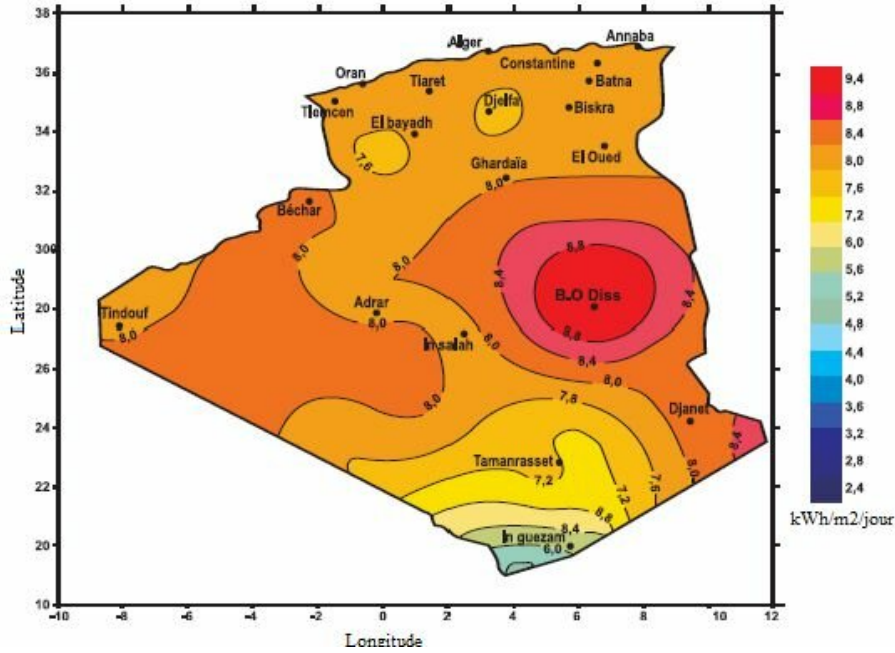 38
36
34
32
300
20
26
24
22
20
10
Latitude
-10
-8
-6
-4
-2
0
2
4
6
8
10
12
Longitude
Alger
Annaba
Constantine
Oran
Tiaret
Batna
Tlemcen
Djelfa
Biskra
El bayadh
7,6
Ghardaïa
El Oued
8,0
Béchar
8,0
8,0
8,8
8,4
8,4
B.O Diss
Adrar
8,0
Tindouf
8,0
In salah
8,0
8,8
8,4
8,0
8,0
7,8
Djanet
8,4
Tamanrasset
7,2
8,0
7,6
7,2
8,8
8,4
In guezam
6,0
9,4
8,8
8,4
8,0
7,6
7,2
6,0
5,6
5,2
4,8
4,4
4,0
3,6
3,2
2,8
2,4
kWh/m2/jour